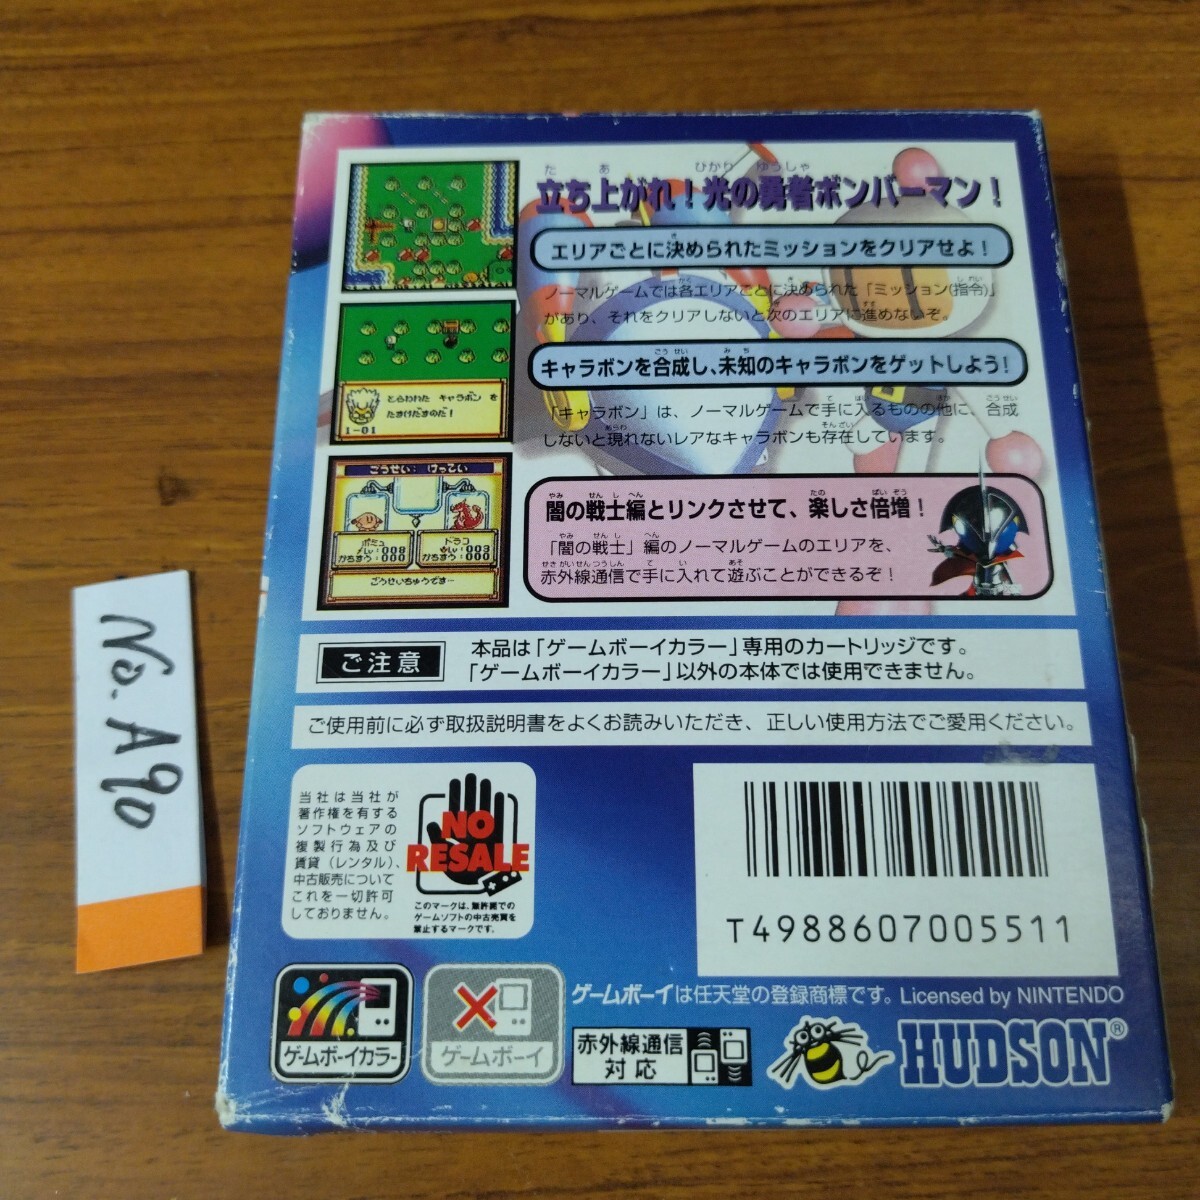 立ち上がれ!光の勇者ボンバーマン!
エリアごとに決められたミッションをクリアせよ!
ノーマルゲームでは各エリアごとに決められた「ミッション(指令)」
があり、それをクリアしないと次のエリアに進めないぞ。
キャラボンを合成し、未知のキャラボンをゲットしよう!
「キャラボン」は、ノーマルゲームで手に入るものの他に、合成
しないと現れないレアなキャラボンも存在しています。
闇の戦士編とリンクさせて、楽しさ倍増!
「闇の戦士」編のノーマルゲームのエリアを、
赤外線通信で手に入れて遊ぶことができるぞ!
とらわれた キャラボン を
たすけだすのだ!
1-01
ごうせい: けってい
ポミュ
Lv:008
かちすう:000
ドラコ
Lv:003
かちすう:000
ごうせいちゅうです…
ご注意
本品は「ゲームボーイカラー」専用のカートリッジです。
「ゲームボーイカラー」以外の本体では使用できません。
ご使用前に必ず取扱説明書をよくお読みいただき、正しい使用方法でご愛用ください。
No. A90
当社は当社が
著作権を有する
ソフトウェアの
複製行為及び
賃貸(レンタル)、
中古販売について
これを一切許可
しておりません。
NO
RESALE
このマークは、無許諾での
ゲームソフトの中古売買を
禁止するマークです。
T4988607005511
ゲームボーイは任天堂の登録商標です。Licensed by NINTENDO
ゲームボーイカラー
ゲームボーイ
赤外線通信
対応
HUDSON®